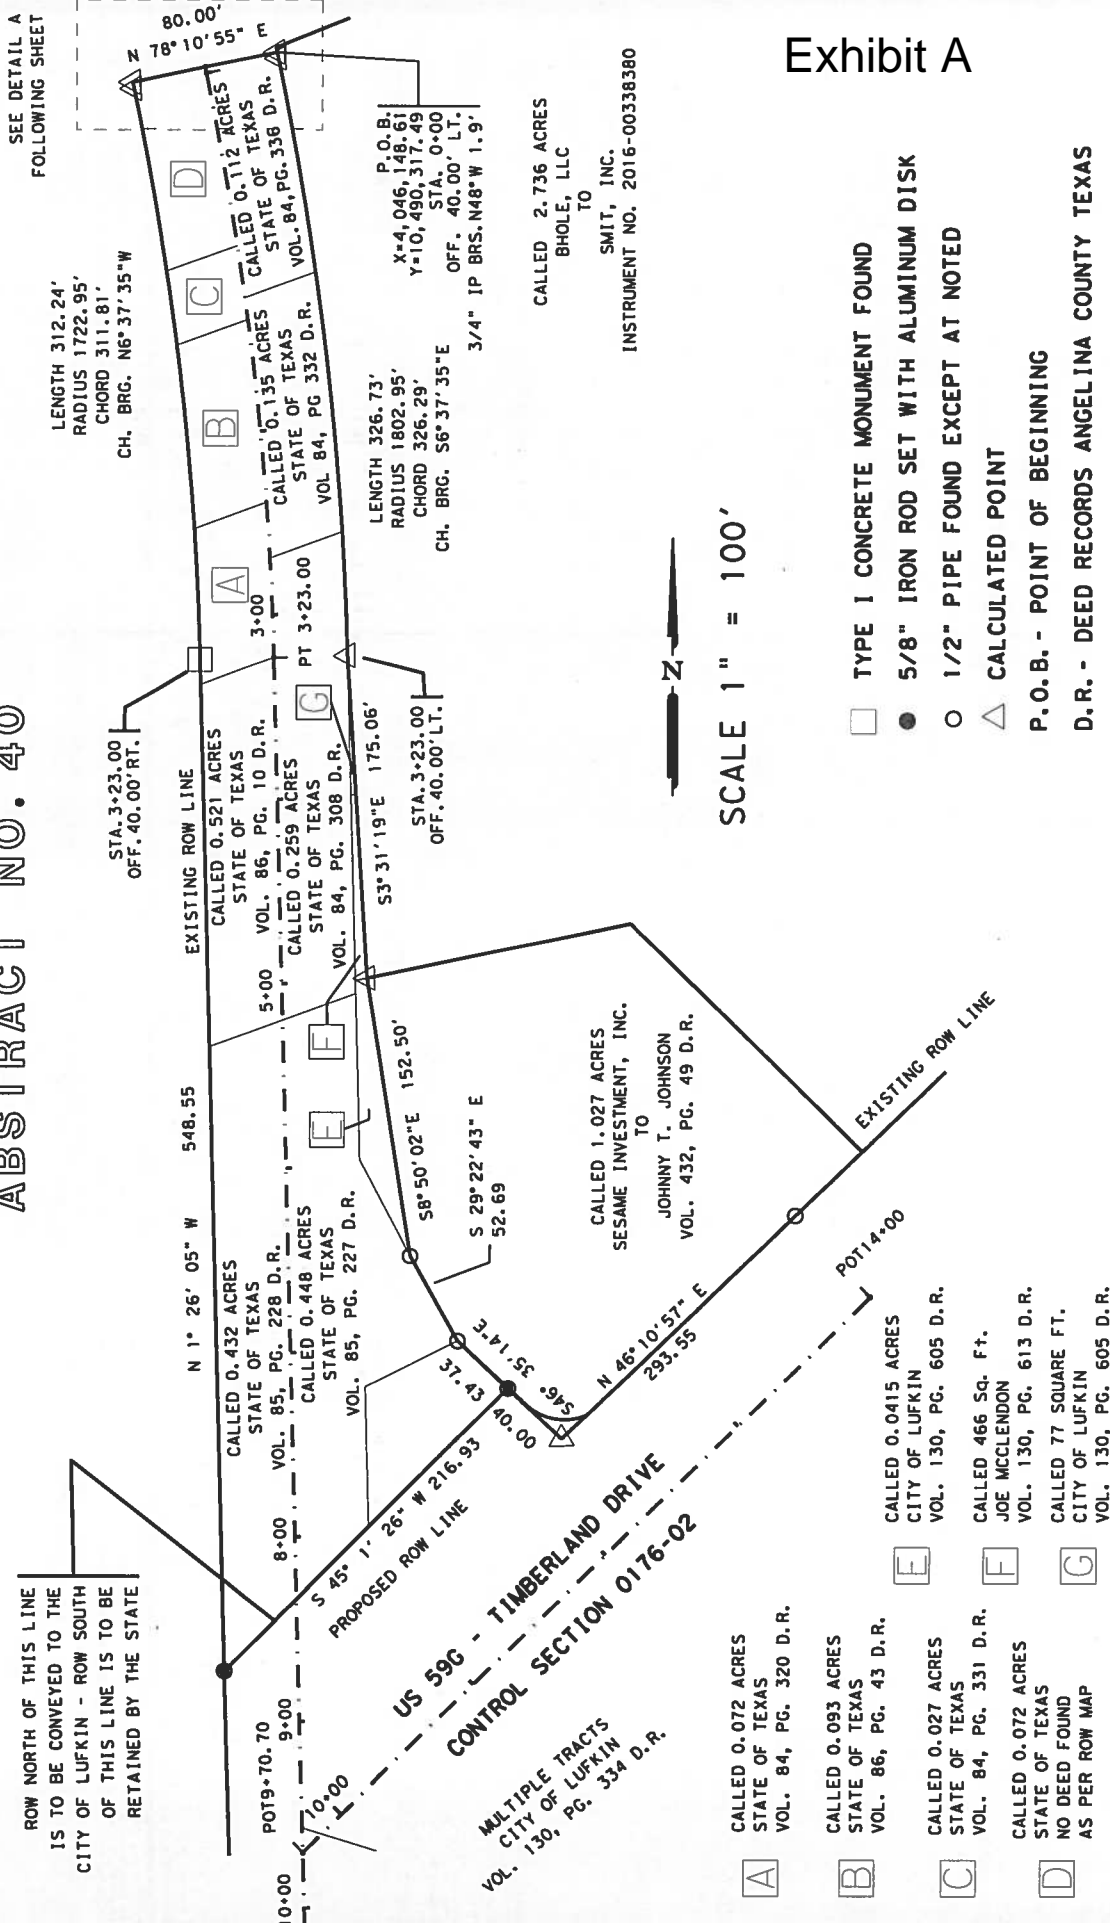 Exhibit A
SEE DETAIL A
FOLLOWING SHEET
ABSTRACT NO. 40
80.00'
N 78°10'55" E
LENGTH 312.24'
RADIUS 1722.95'
CHORD 311.81'
CH. BRG. N6°37'35"W
D
C
B
A
CALLED 0.112 ACRES
STATE OF TEXAS
VOL. 84, PG. 336 D.R.
CALLED 0.135 ACRES
STATE OF TEXAS
VOL 84, PG 332 D.R.
P.O.B.
X=4,046,148.61
Y=10,490,317.49
STA. 0+00
OFF. 40.00' LT.
3/4" IP BRS.N48°W 1.9'
LENGTH 326.73'
RADIUS 1802.95'
CHORD 326.29'
CH. BRG. S6°37'35"E
CALLED 2.736 ACRES
BHOLE, LLC
TO
SMIT, INC.
INSTRUMENT NO. 2016-00338380
3+00
PT 3+23.00
G
STA.3+23.00
OFF.40.00'RT.
STA.3+23.00
OFF.40.00'LT.
EXISTING ROW LINE
CALLED 0.521 ACRES
STATE OF TEXAS
VOL. 86, PG. 10 D.R.
CALLED 0.259 ACRES
STATE OF TEXAS
VOL. 84, PG. 308 D.R.
S3°31'19"E 175.06'
5+00
F
E
N 1° 26' 05" W 548.55
S8°50'02"E 152.50'
S 29°22'43" E
52.69
CALLED 0.432 ACRES
STATE OF TEXAS
VOL. 85, PG. 228 D.R.
CALLED 0.448 ACRES
STATE OF TEXAS
VOL. 85, PG. 227 D.R.
S46° 35'14"E
37.43
40.00
N 46°10'57" E
293.55
CALLED 1.027 ACRES
SESAME INVESTMENT, INC.
TO
JOHNNY T. JOHNSON
VOL. 432, PG. 49 D.R.
EXISTING ROW LINE
POT14+00
ROW NORTH OF THIS LINE
IS TO BE CONVEYED TO THE
CITY OF LUFKIN - ROW SOUTH
OF THIS LINE IS TO BE
RETAINED BY THE STATE
8+00
S 45° 1' 26" W 216.93
PROPOSED ROW LINE
POT9+70.70
9+00
10+00
10+00
US 59G - TIMBERLAND DRIVE
CONTROL SECTION 0176-02
MULTIPLE TRACTS
CITY OF LUFKIN
VOL. 130, PG. 334 D.R.
N
SCALE 1" = 100'
TYPE I CONCRETE MONUMENT FOUND
5/8" IRON ROD SET WITH ALUMINUM DISK
1/2" PIPE FOUND EXCEPT AT NOTED
CALCULATED POINT
P.O.B. - POINT OF BEGINNING
D.R. - DEED RECORDS ANGELINA COUNTY TEXAS
A
CALLED 0.072 ACRES
STATE OF TEXAS
VOL. 84, PG. 320 D.R.
B
CALLED 0.093 ACRES
STATE OF TEXAS
VOL. 86, PG. 43 D.R.
C
CALLED 0.027 ACRES
STATE OF TEXAS
VOL. 84, PG. 331 D.R.
D
CALLED 0.072 ACRES
STATE OF TEXAS
NO DEED FOUND
AS PER ROW MAP
E
CALLED 0.0415 ACRES
CITY OF LUFKIN
VOL. 130, PG. 605 D.R.
F
CALLED 466 Sq. Ft.
JOE MCCLENDON
VOL. 130, PG. 613 D.R.
G
CALLED 77 SQUARE FT.
CITY OF LUFKIN
VOL. 130, PG. 605 D.R.